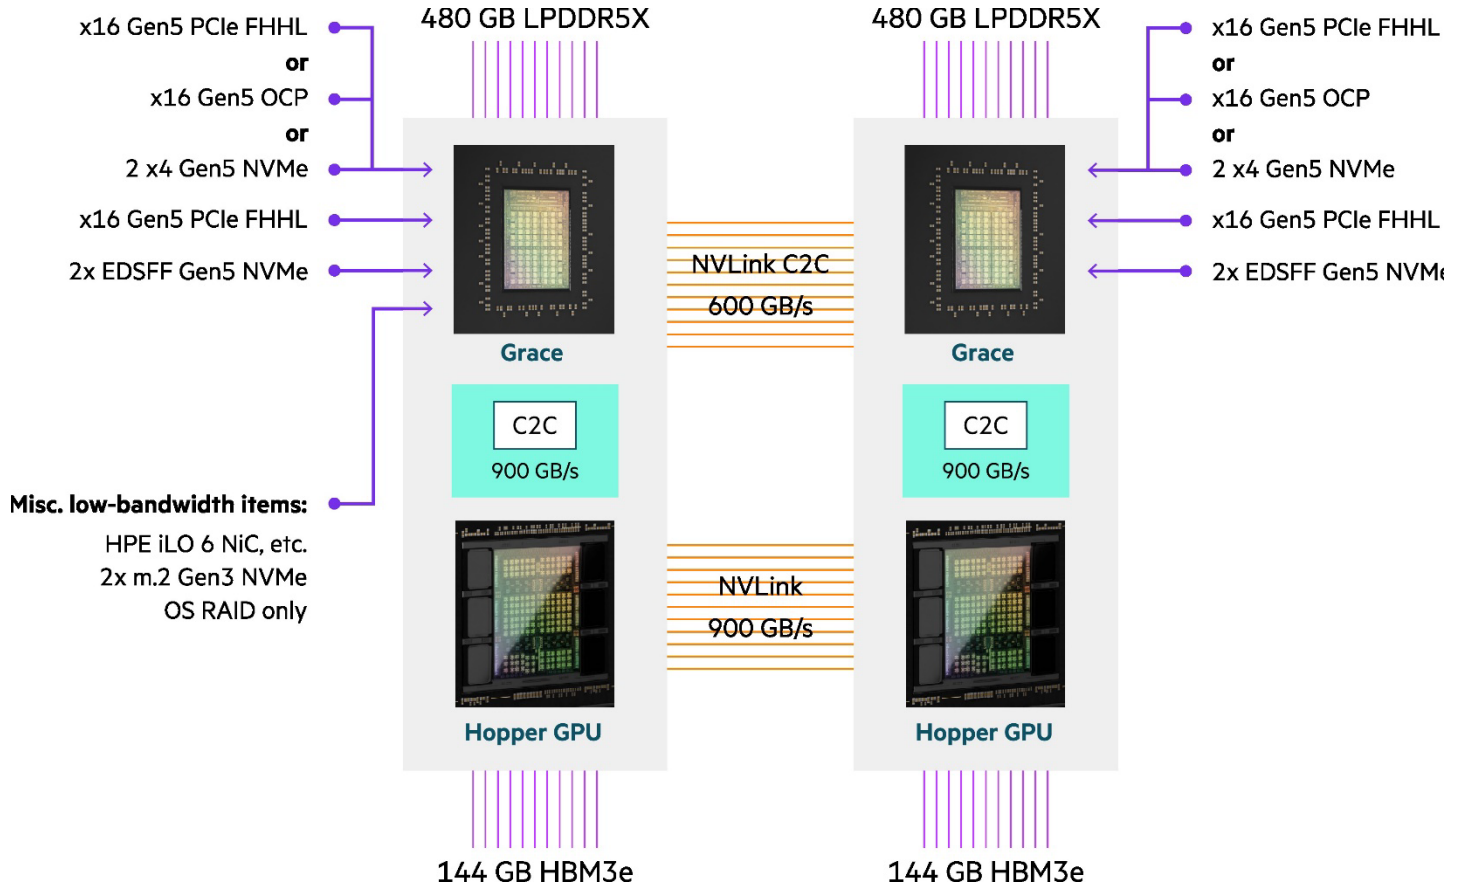 480 GB LPDDR5X
480 GB LPDDR5X
x16 Gen5 PCIe FHHL
or
x16 Gen5 OCP
or
2 x4 Gen5 NVMe
x16 Gen5 PCIe FHHL
2x EDSFF Gen5 NVMe
Misc. low-bandwidth items:
HPE iLO 6 NiC, etc.
2x m.2 Gen3 NVMe
OS RAID only
Grace
C2C
900 GB/s
Hopper GPU
144 GB HBM3e
NVLink C2C
600 GB/s
NVLink
900 GB/s
Grace
C2C
900 GB/s
Hopper GPU
144 GB HBM3e
x16 Gen5 PCIe FHHL
or
x16 Gen5 OCP
or
2 x4 Gen5 NVMe
x16 Gen5 PCIe FHHL
2x EDSFF Gen5 NVMe